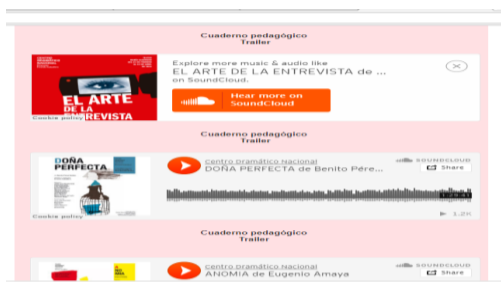 Cuaderno pedagógico
Trailer
EL ARTE
DE LA
REVISTA
Cookie policy
Explore more music & audio like
EL ARTE DE LA ENTREVISTA de ...
on SoundCloud.
Hear more on
SoundCloud
Cuaderno pedagógico
Trailer
DOÑA
PERFECTA
Cookie policy
Centro Dramático Nacional
DOÑA PERFECTA de Benito Pére...
SOUNDCLOUD
Share
1.2K
Cuaderno pedagógico
Trailer
Centro Dramático Nacional
ANOMIA de Eugenio Amaya
SOUNDCLOUD
Share